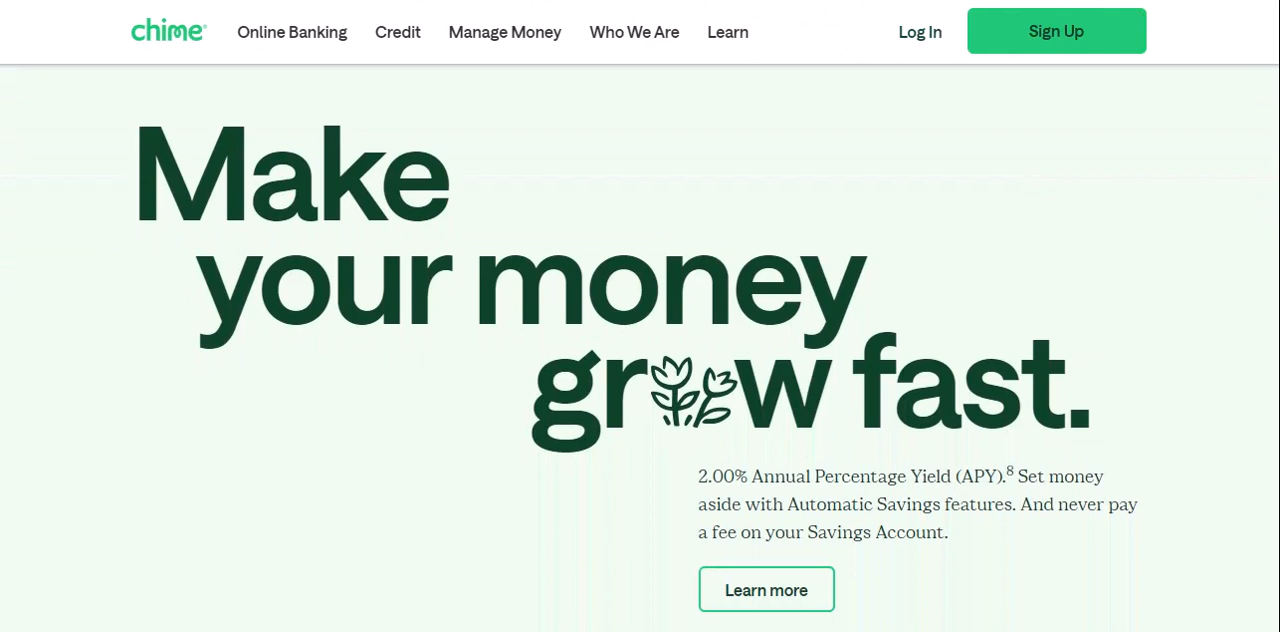 chime®
Online Banking
Credit
Manage Money
Who We Are
Learn
Log In
Sign Up
Make
your money
grow fast.
2.00% Annual Percentage Yield (APY).⁸ Set money
aside with Automatic Savings features. And never pay
a fee on your Savings Account.
Learn more